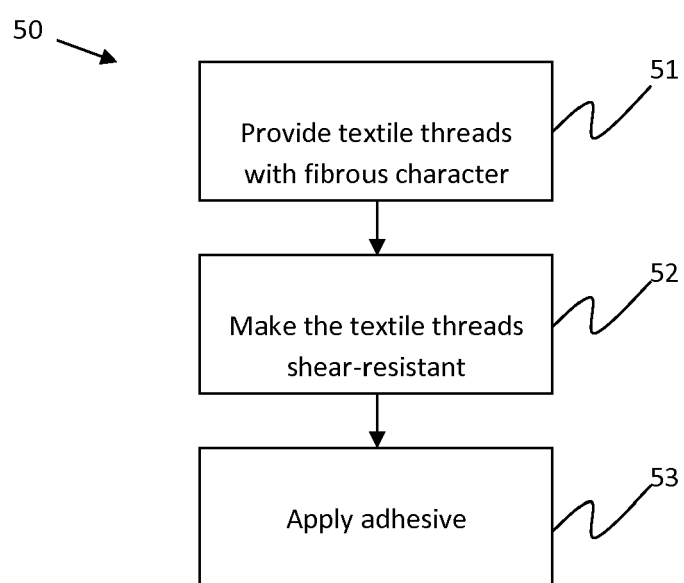 50
51
Provide textile threads
with fibrous character
52
Make the textile threads
shear-resistant
53
Apply adhesive